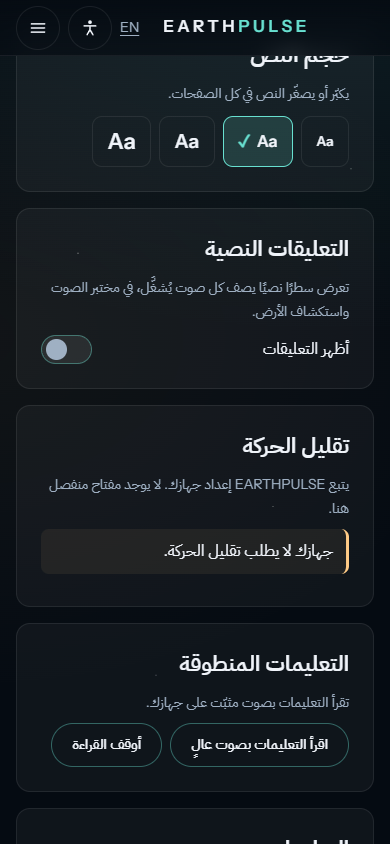 EARTHPULSE
EN
حجم النص
يكبّر أو يصغّر النص في كل الصفحات.
Aa
✓ Aa
Aa
Aa
التعليقات النصية
تعرض سطرًا نصيًا يصف كل صوت يُشغَّل، في مختبر الصوت
واستكشاف الأرض.
أظهر التعليقات
تقليل الحركة
يتبع EARTHPULSE إعداد جهازك. لا يوجد مفتاح منفصل
هنا.
جهازك لا يطلب تقليل الحركة.
التعليمات المنطوقة
تقرأ التعليمات بصوت مثبّت على جهازك.
اقرأ التعليمات بصوت عالٍ
أوقف القراءة